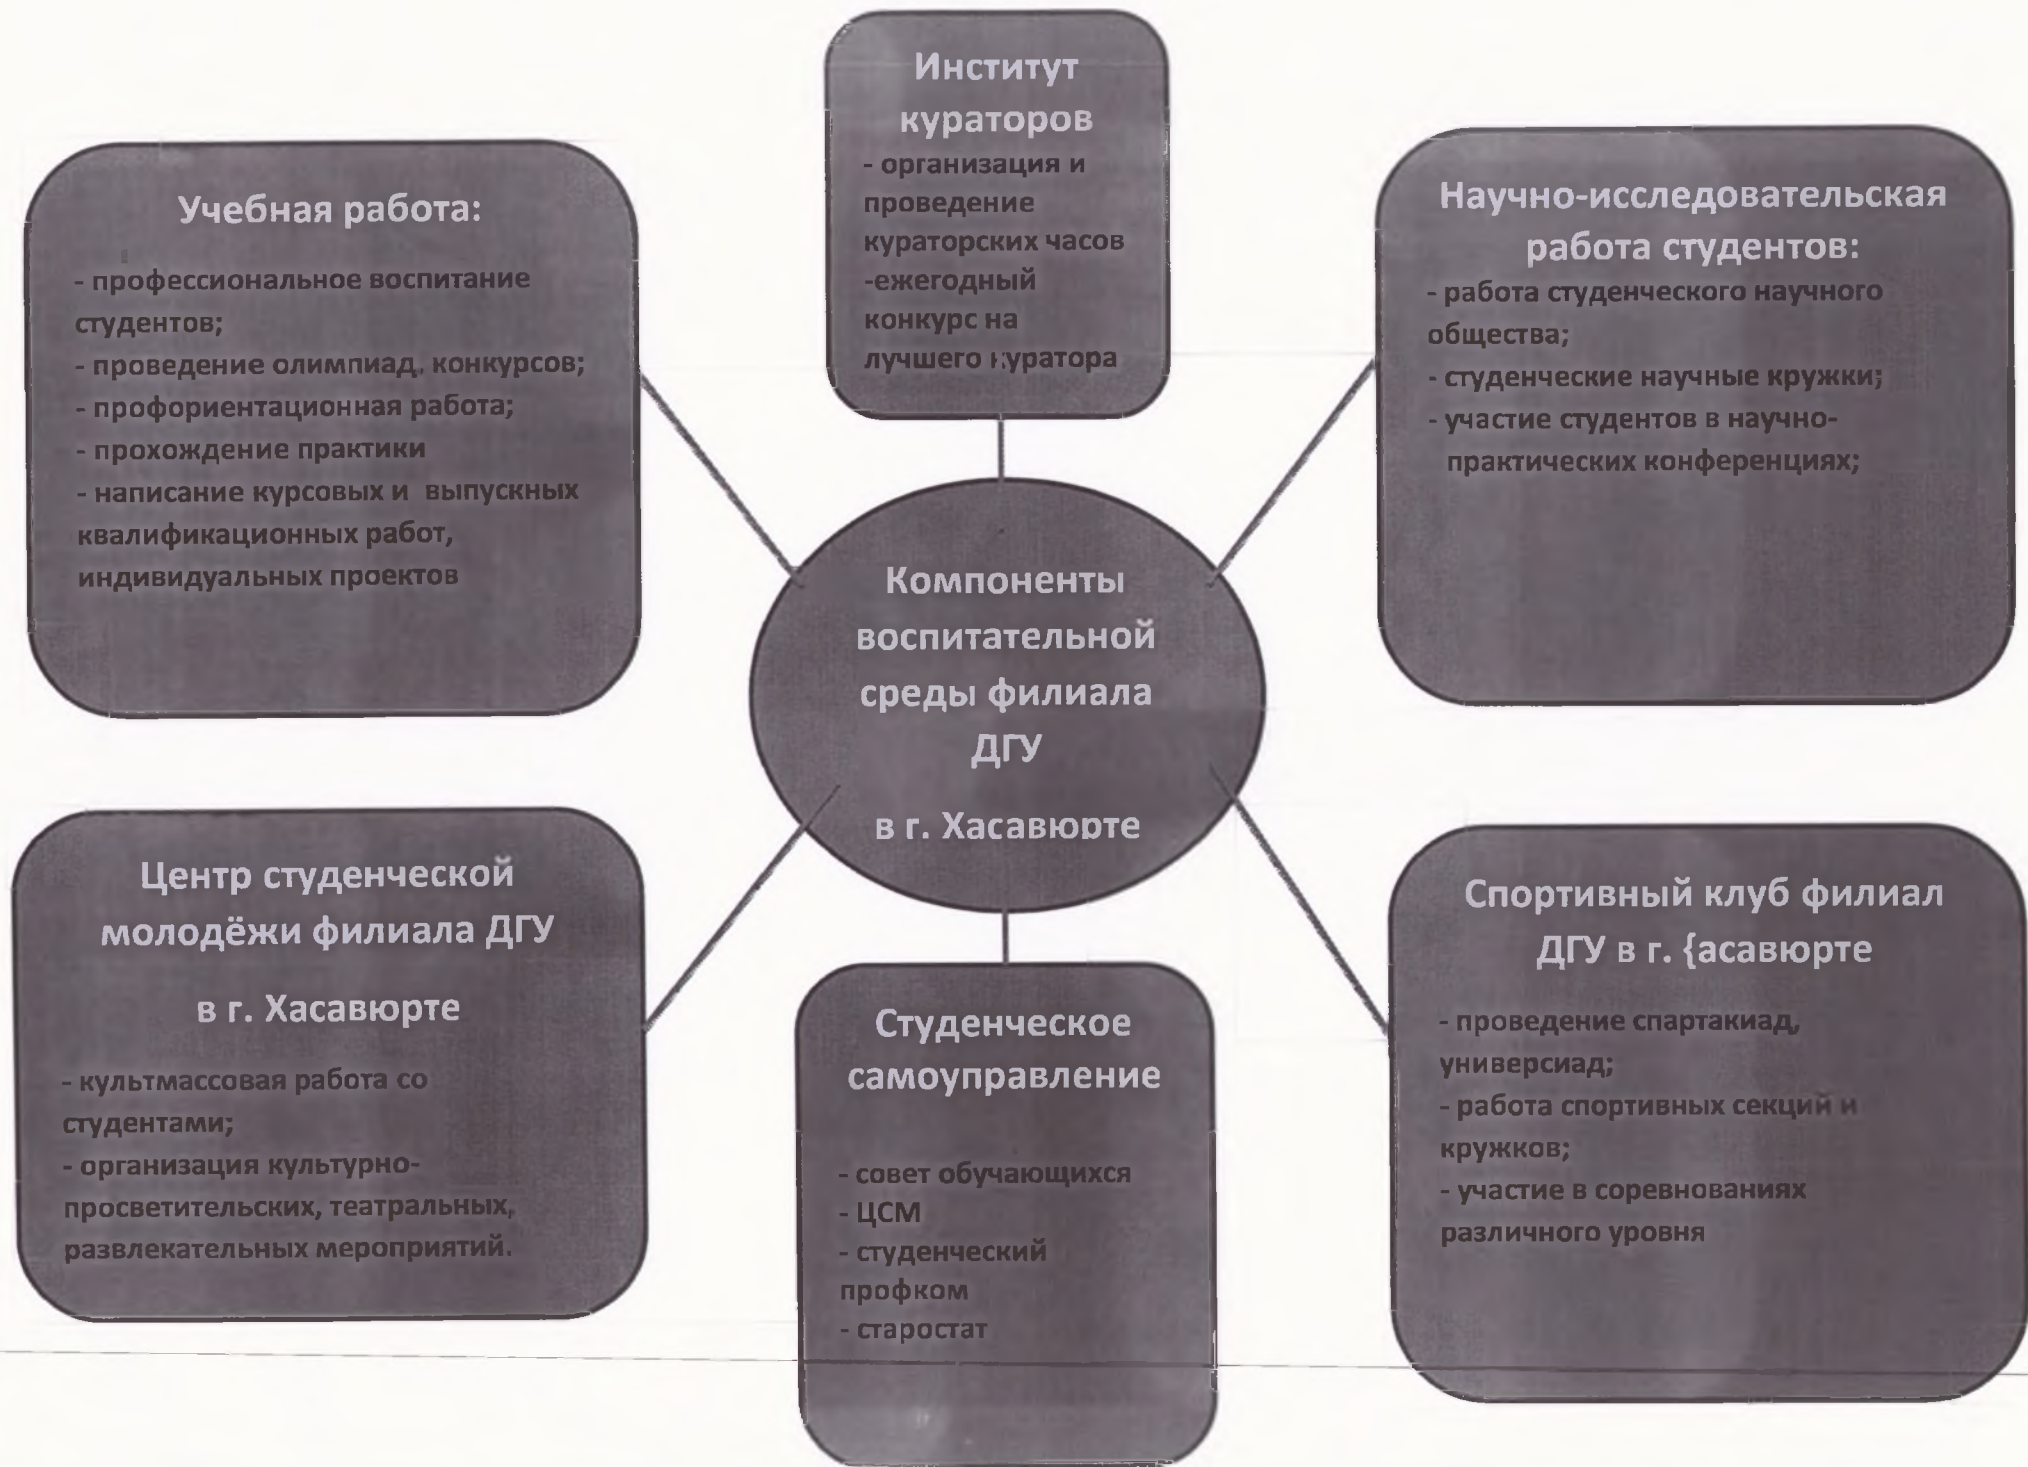 Институт
кураторов
- организация и
проведение
кураторских часов
-ежегодный
конкурс на
лучшего куратора
Учебная работа:
- профессиональное воспитание
студентов;
- проведение олимпиад, конкурсов;
- профориентационная работа;
- прохождение практики
- написание курсовых и выпускных
квалификационных работ,
индивидуальных проектов
Научно-исследовательская
работа студентов:
- работа студенческого научного
общества;
- студенческие научные кружки;
- участие студентов в научно-
практических конференциях;
Компоненты
воспитательной
среды филиала
ДГУ
в г. Хасавюрте
Центр студенческой
молодёжи филиала ДГУ
в г. Хасавюрте
- культмассовая работа со
студентами;
- организация культурно-
просветительских, театральных,
развлекательных мероприятий.
Студенческое
самоуправление
- совет обучающихся
- ЦСМ
- студенческий
профком
- старостат
Спортивный клуб филиал
ДГУ в г. {асавюрте
- проведение спартакиад,
универсиад;
- работа спортивных секций и
кружков;
- участие в соревнованиях
различного уровня